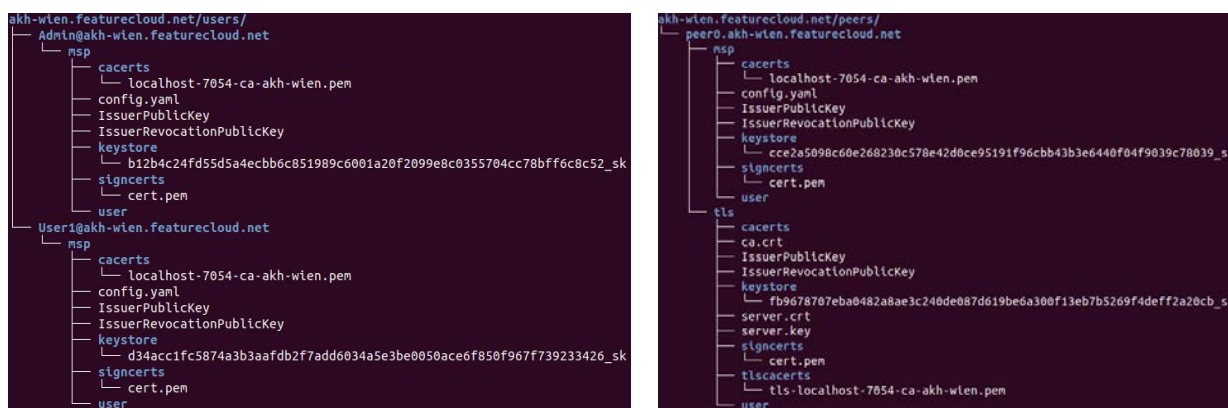 akh-wien.featurecloud.net/users/
Admin@akh-wien.featurecloud.net
msp
cacerts
localhost-7054-ca-akh-wien.pem
config.yaml
IssuerPublicKey
IssuerRevocationPublicKey
keystore
b12b4c24fd55d5a4ecbb6c851989c6001a20f2099e8c0355704cc78bff6c8c52_sk
signcerts
cert.pem
user
User1@akh-wien.featurecloud.net
msp
cacerts
localhost-7054-ca-akh-wien.pem
config.yaml
IssuerPublicKey
IssuerRevocationPublicKey
keystore
d34acc1fc5874a3b3aafdb2f7add6034a5e3be0050ace6f850f967f739233426_sk
signcerts
cert.pem
user
akh-wien.featurecloud.net/peers/
peer0.akh-wien.featurecloud.net
msp
cacerts
localhost-7054-ca-akh-wien.pem
config.yaml
IssuerPublicKey
IssuerRevocationPublicKey
keystore
cce2a5098c60e268230c578e42d0ce95191f96cbb43b3e6440f04f9039c78039_s
signcerts
cert.pem
user
tls
cacerts
ca.crt
IssuerPublicKey
IssuerRevocationPublicKey
keystore
fb9678707eba0482a8ae3c240de087d619be6a300f13eb7b5269f4deff2a20cb_s
server.crt
server.key
signcerts
cert.pem
tlscacerts
tls-localhost-7054-ca-akh-wien.pem
user